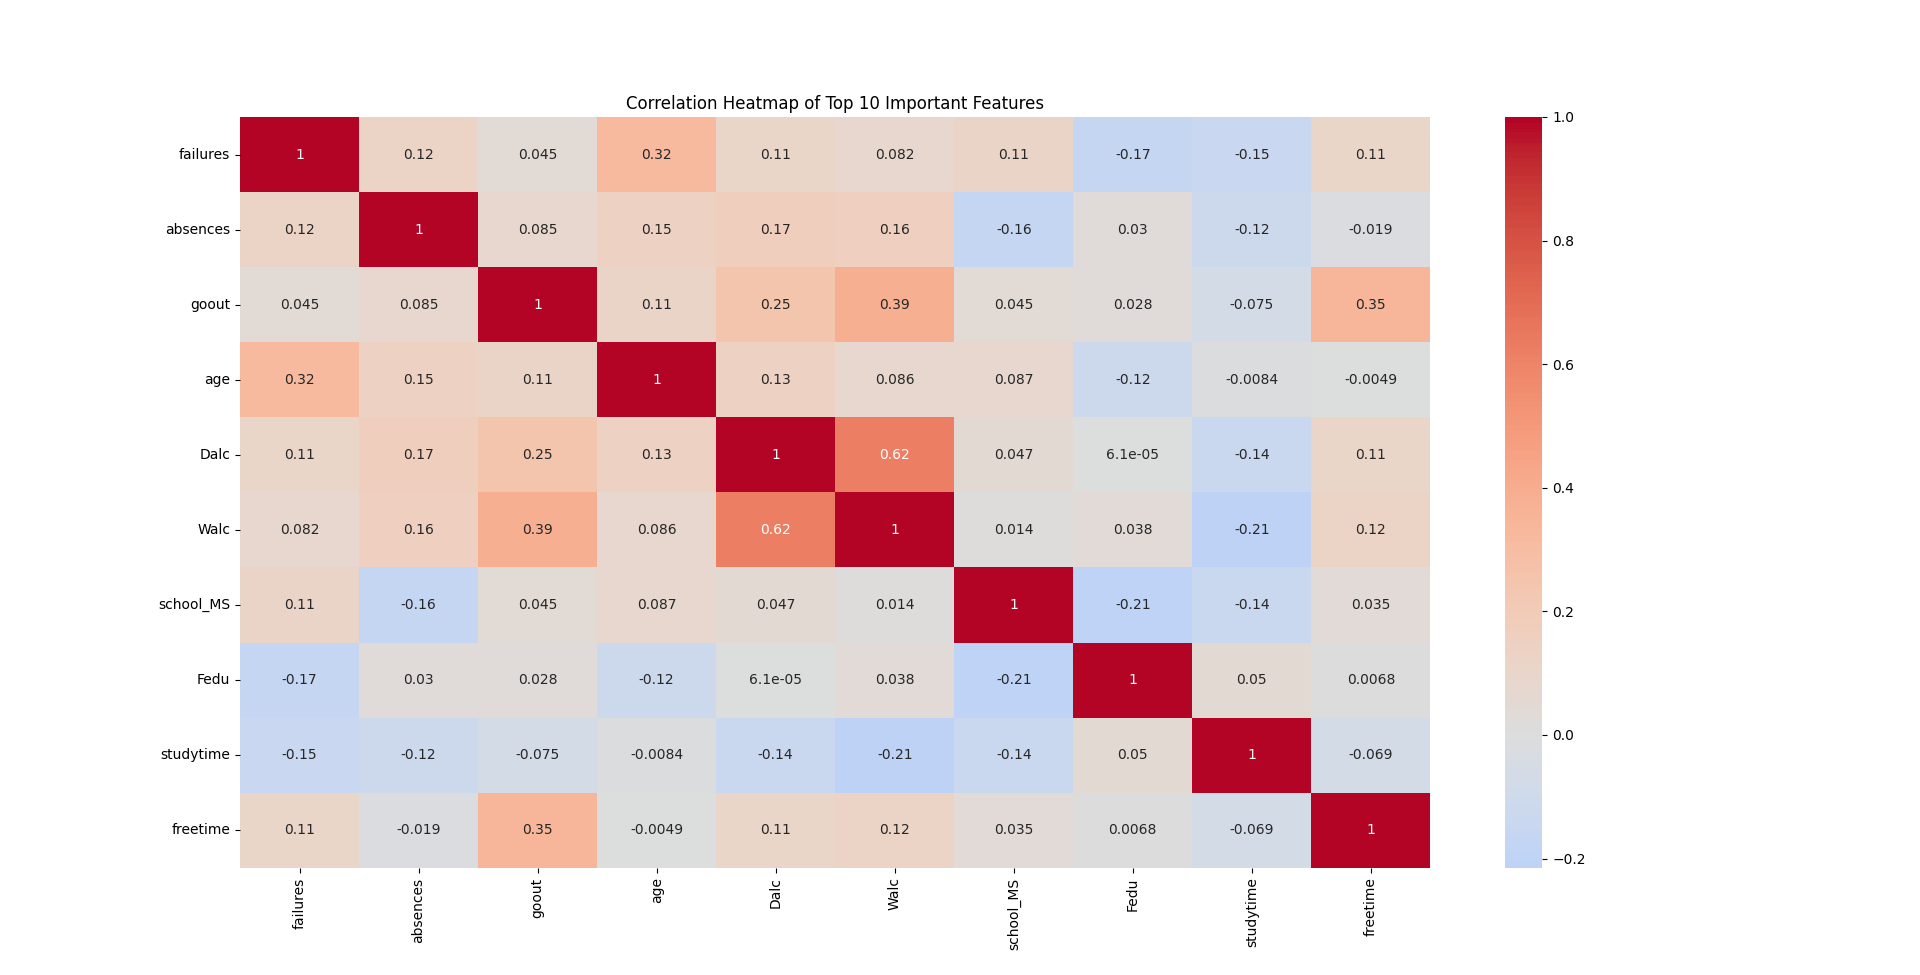 Correlation Heatmap of Top 10 Important Features
failures 1 0.12 0.045 0.32 0.11 0.082 0.11 -0.17 -0.15 0.11
absences 0.12 1 0.085 0.15 0.17 0.16 -0.16 0.03 -0.12 -0.019
goout 0.045 0.085 1 0.11 0.25 0.39 0.045 0.028 -0.075 0.35
age 0.32 0.15 0.11 1 0.13 0.086 0.087 -0.12 -0.0084 -0.0049
Dalc 0.11 0.17 0.25 0.13 1 0.62 0.047 6.1e-05 -0.14 0.11
Walc 0.082 0.16 0.39 0.086 0.62 1 0.014 0.038 -0.21 0.12
school_MS 0.11 -0.16 0.045 0.087 0.047 0.014 1 -0.21 -0.14 0.035
Fedu -0.17 0.03 0.028 -0.12 6.1e-05 0.038 -0.21 1 0.05 0.0068
studytime -0.15 -0.12 -0.075 -0.0084 -0.14 -0.21 -0.14 0.05 1 -0.069
freetime 0.11 -0.019 0.35 -0.0049 0.11 0.12 0.035 0.0068 -0.069 1
failures absences goout age Dalc Walc school_MS Fedu studytime freetime
1.0
0.8
0.6
0.4
0.2
0.0
−0.2